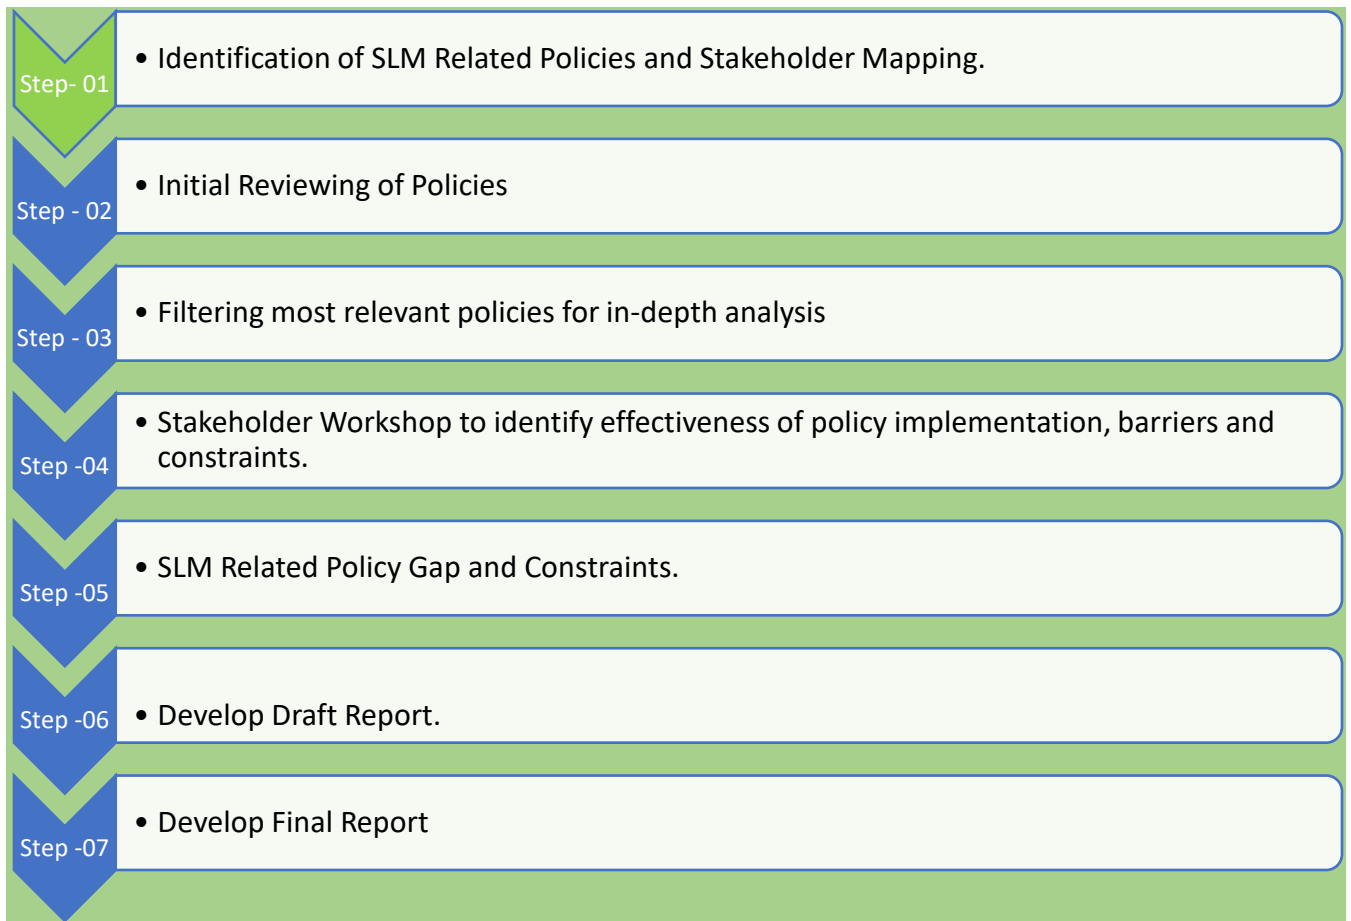 Step- 01
• Identification of SLM Related Policies and Stakeholder Mapping.
Step - 02
• Initial Reviewing of Policies
Step - 03
• Filtering most relevant policies for in-depth analysis
Step -04
• Stakeholder Workshop to identify effectiveness of policy implementation, barriers and
constraints.
Step -05
• SLM Related Policy Gap and Constraints.
Step -06
• Develop Draft Report.
Step -07
• Develop Final Report